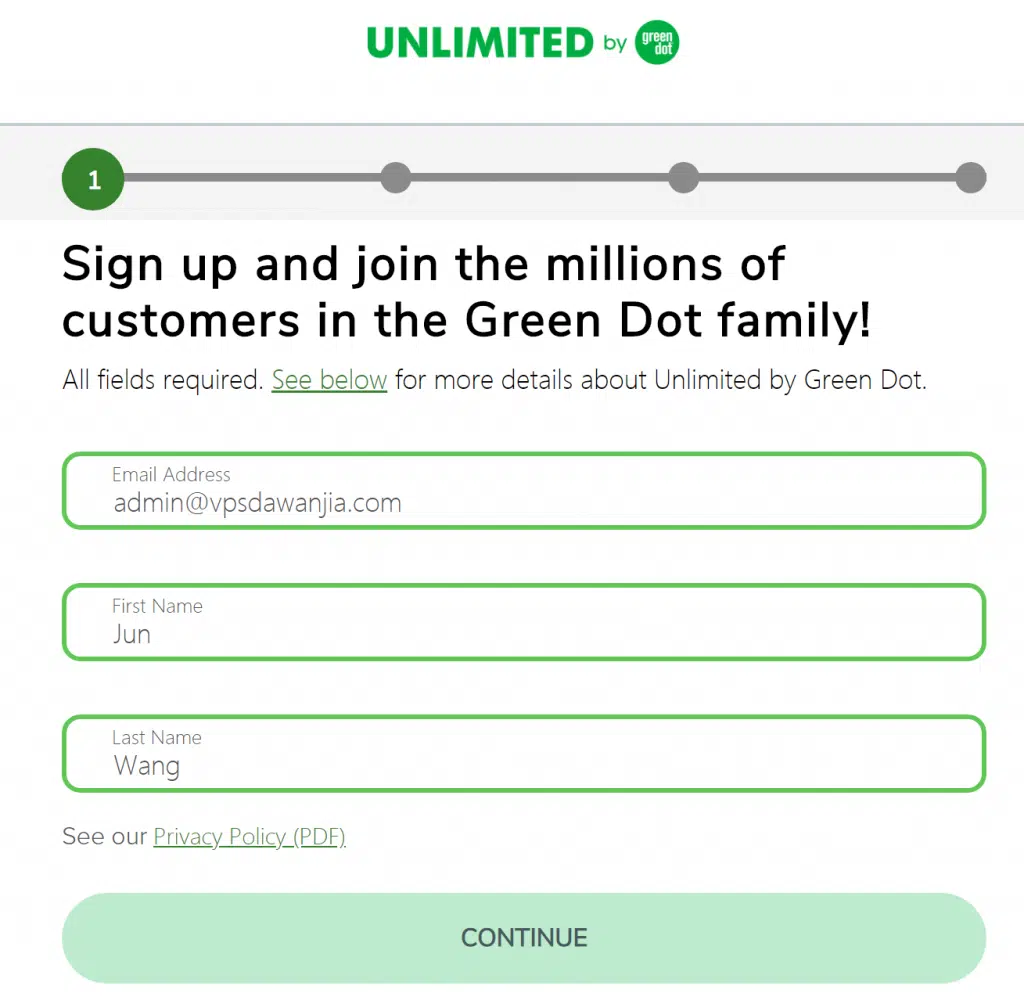 UNLIMITED by green dot
1
Sign up and join the millions of
customers in the Green Dot family!
All fields required. See below for more details about Unlimited by Green Dot.
Email Address
admin@vpsdawanjia.com
First Name
Jun
Last Name
Wang
See our Privacy Policy (PDF)
CONTINUE